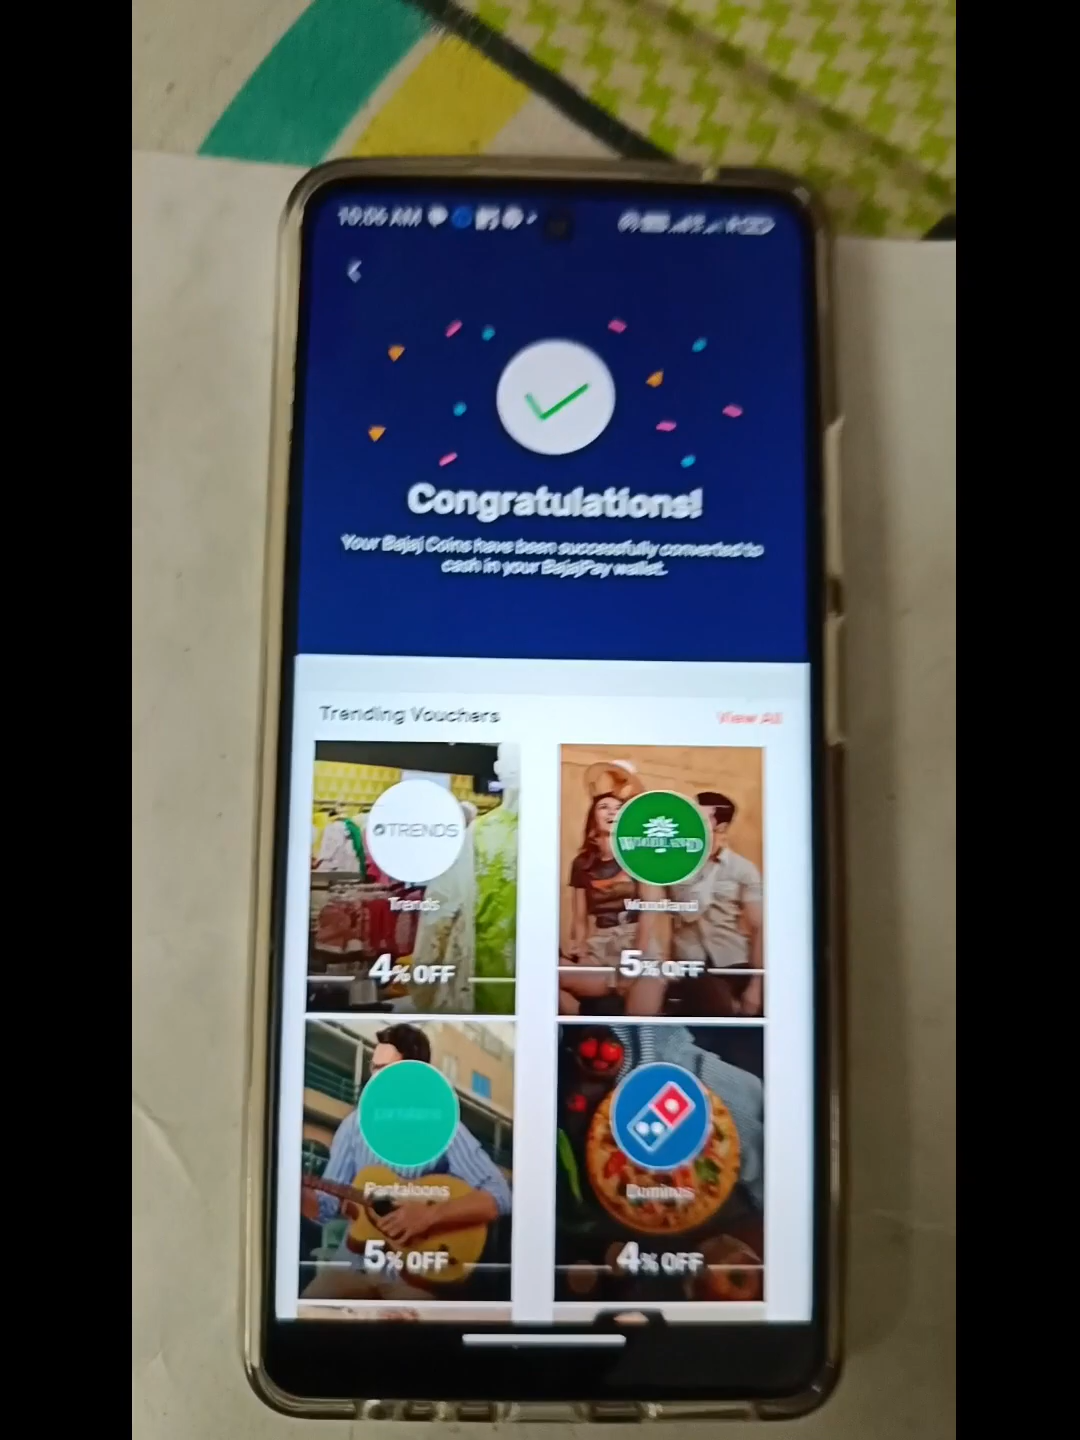 10:06 AM
Congratulations!
Your Bajaj Coins have been successfully converted to
cash in your BajajPay wallet.
Trending Vouchers
View All
TRENDS
WOODLAND
Trends
Woodland
4% OFF
5% OFF
pantaloons
Pantaloons
Dominos
5% OFF
4% OFF